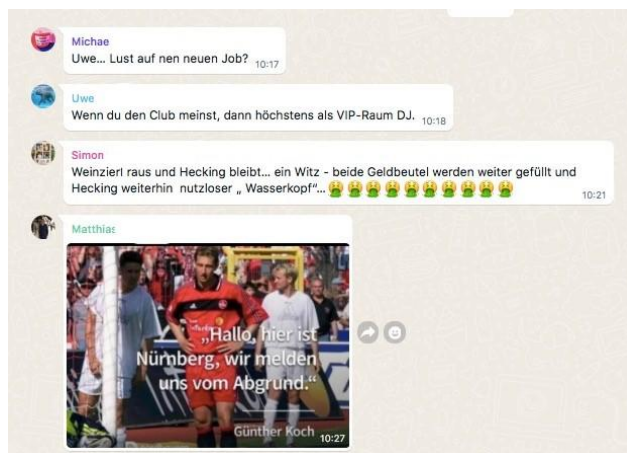 Michae
Uwe... Lust auf nen neuen Job? 10:17
Uwe
Wenn du den Club meinst, dann höchstens als VIP-Raum DJ. 10:18
Simon
Weinzierl raus und Hecking bleibt... ein Witz - beide Geldbeutel werden weiter gefüllt und
Hecking weiterhin nutzloser „ Wasserkopf“... 🤮🤮🤮🤮🤮🤮🤮🤮🤮🤮 10:21
Matthias
„Hallo, hier ist
Nürnberg, wir melden
uns vom Abgrund.“
Günther Koch 10:27